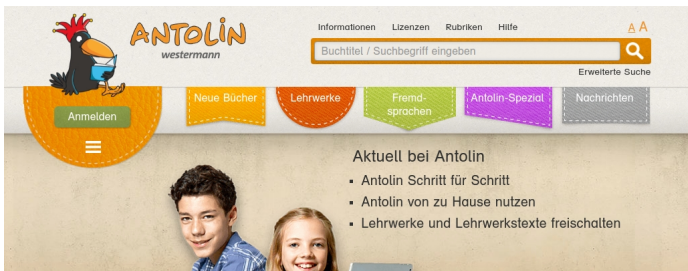 ANTOLIN
westermann
Informationen Lizenzen Rubriken Hilfe
A A
Buchtitel / Suchbegriff eingeben
Erweiterte Suche
Anmelden
Neue Bücher
Lehrwerke
Fremd-
sprachen
Antolin-Spezial
Nachrichten
Aktuell bei Antolin
▪ Antolin Schritt für Schritt
▪ Antolin von zu Hause nutzen
▪ Lehrwerke und Lehrwerkstexte freischalten